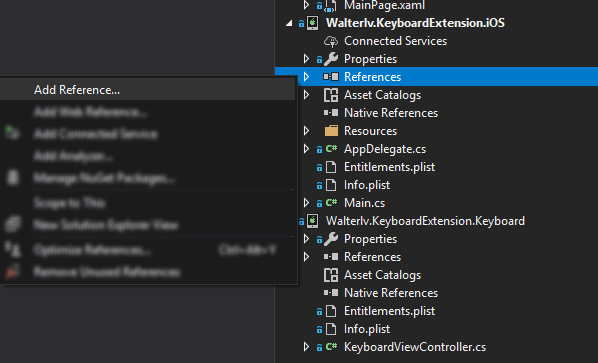 MainPage.xaml
Walterlv.KeyboardExtension.iOS
Connected Services
Properties
References
Asset Catalogs
Native References
Resources
C# AppDelegate.cs
Entitlements.plist
Info.plist
C# Main.cs
Walterlv.KeyboardExtension.Keyboard
Properties
References
Asset Catalogs
Native References
Entitlements.plist
Info.plist
C# KeyboardViewController.cs
Add Reference...
Add Web Reference...
Add Connected Service
Add Analyzer...
Manage NuGet Packages...
Scope to This
New Solution Explorer View
Optimize References... Ctrl+Alt+Y
Remove Unused References